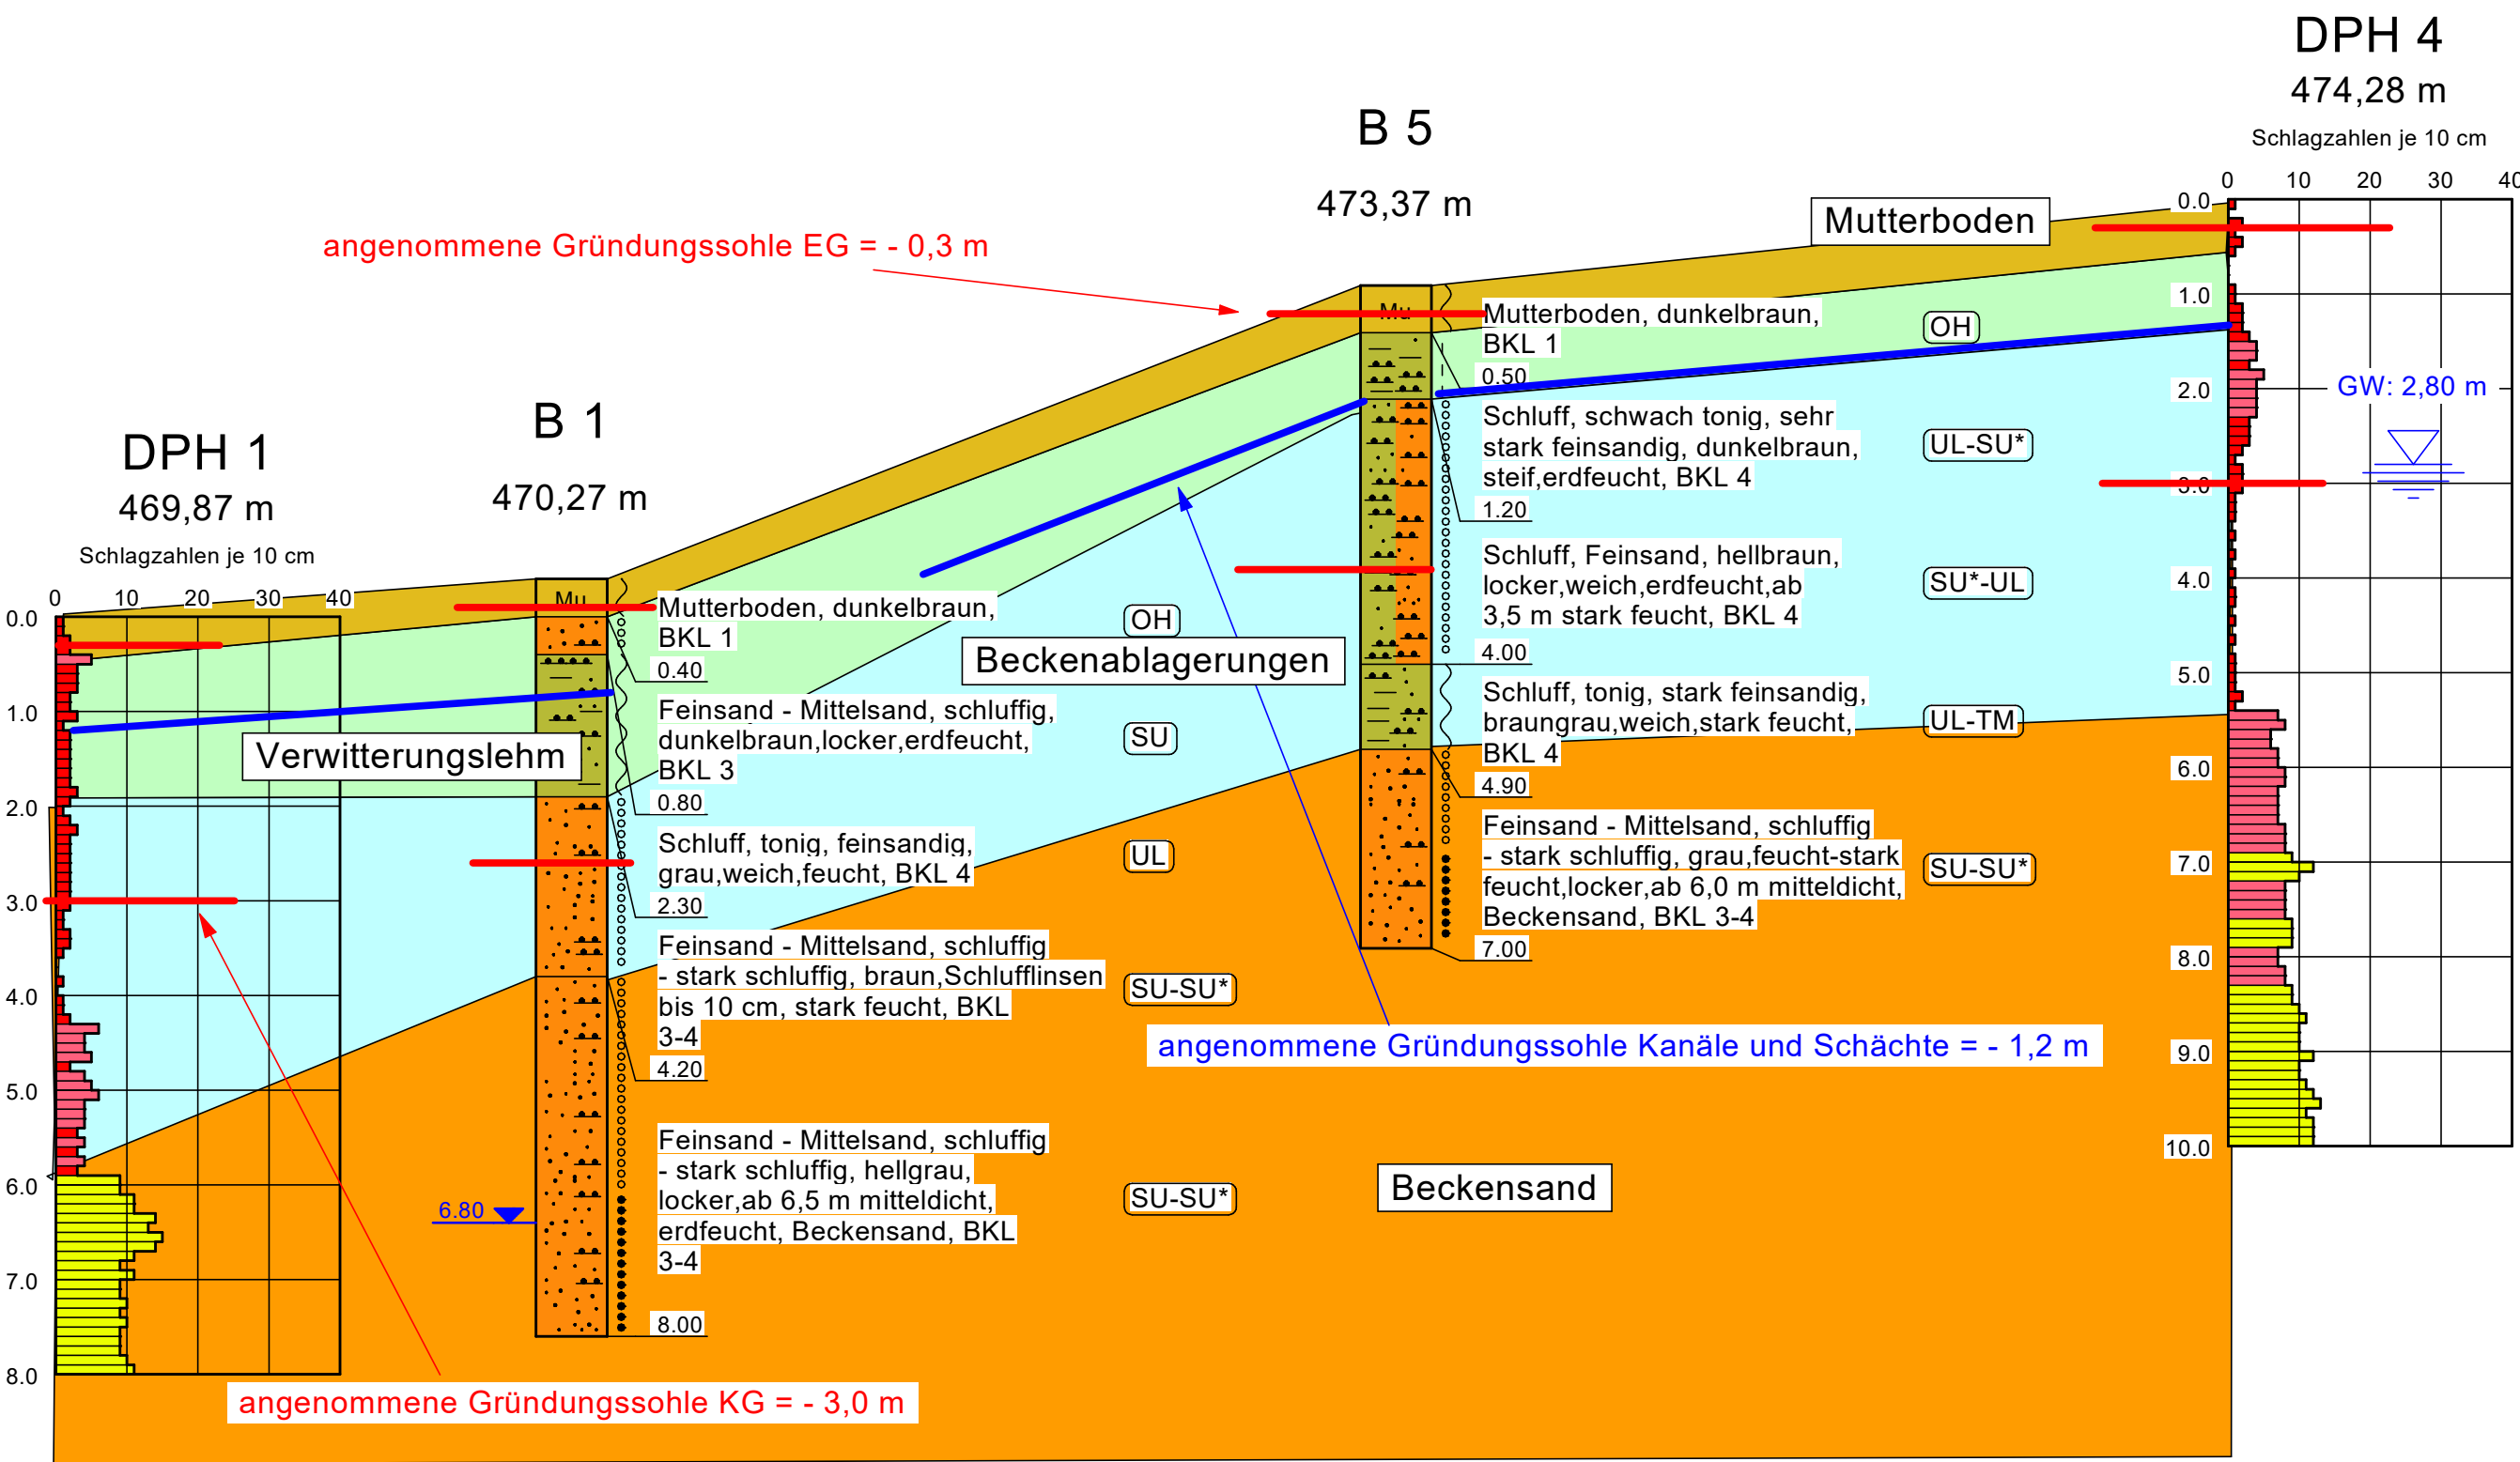 DPH 4
474,28 m
Schlagzahlen je 10 cm
0 10 20 30 40
B 5
473,37 m
angenommene Gründungssohle EG = - 0,3 m
Mutterboden
B 1
470,27 m
DPH 1
469,87 m
Schlagzahlen je 10 cm
0 10 20 30 40
0.0
1.0
2.0
3.0
4.0
5.0
6.0
7.0
8.0
Mu
Mutterboden, dunkelbraun,
BKL 1
0.40
OH
Feinsand - Mittelsand, schluffig,
dunkelbraun,locker,erdfeucht,
BKL 3
0.80
SU
Schluff, tonig, feinsandig,
grau,weich,feucht, BKL 4
2.30
UL
Feinsand - Mittelsand, schluffig
- stark schluffig, braun,Schlufflinsen
bis 10 cm, stark feucht, BKL
3-4
4.20
SU-SU*
Feinsand - Mittelsand, schluffig
- stark schluffig, hellgrau,
locker,ab 6,5 m mitteldicht,
erdfeucht, Beckensand, BKL
3-4
8.00
SU-SU*
6.80
Verwitterungslehm
Beckenablagerungen
Mu
Mutterboden, dunkelbraun,
BKL 1
0.50
OH
Schluff, schwach tonig, sehr
stark feinsandig, dunkelbraun,
steif,erdfeucht, BKL 4
1.20
UL-SU*
Schluff, Feinsand, hellbraun,
locker,weich,erdfeucht,ab
3,5 m stark feucht, BKL 4
4.00
SU*-UL
Schluff, tonig, stark feinsandig,
braungrau,weich,stark feucht,
BKL 4
4.90
UL-TM
Feinsand - Mittelsand, schluffig
- stark schluffig, grau,feucht-stark
feucht,locker,ab 6,0 m mitteldicht,
Beckensand, BKL 3-4
7.00
SU-SU*
0.0
1.0
2.0
3.0
4.0
5.0
6.0
7.0
8.0
9.0
10.0
GW: 2,80 m
angenommene Gründungssohle Kanäle und Schächte = - 1,2 m
Beckensand
angenommene Gründungssohle KG = - 3,0 m